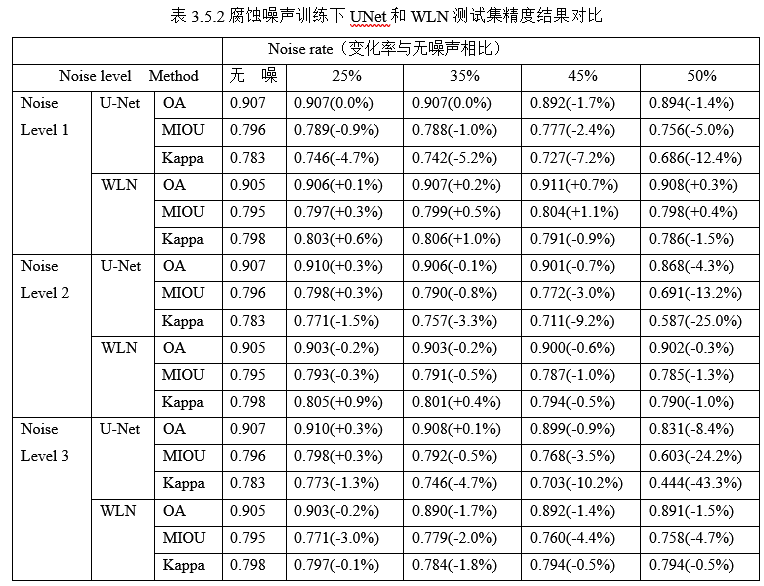 表 3.5.2 腐蚀噪声训练下 UNet 和 WLN 测试集精度结果对比
Noise rate（变化率与无噪声相比）
Noise level Method 无 噪 25% 35% 45% 50%
Noise U-Net OA 0.907 0.907(0.0%) 0.907(0.0%) 0.892(-1.7%) 0.894(-1.4%)
Level 1 MIOU 0.796 0.789(-0.9%) 0.788(-1.0%) 0.777(-2.4%) 0.756(-5.0%)
Kappa 0.783 0.746(-4.7%) 0.742(-5.2%) 0.727(-7.2%) 0.686(-12.4%)
WLN OA 0.905 0.906(+0.1%) 0.907(+0.2%) 0.911(+0.7%) 0.908(+0.3%)
MIOU 0.795 0.797(+0.3%) 0.799(+0.5%) 0.804(+1.1%) 0.798(+0.4%)
Kappa 0.798 0.803(+0.6%) 0.806(+1.0%) 0.791(-0.9%) 0.786(-1.5%)
Noise U-Net OA 0.907 0.910(+0.3%) 0.906(-0.1%) 0.901(-0.7%) 0.868(-4.3%)
Level 2 MIOU 0.796 0.798(+0.3%) 0.790(-0.8%) 0.772(-3.0%) 0.691(-13.2%)
Kappa 0.783 0.771(-1.5%) 0.757(-3.3%) 0.711(-9.2%) 0.587(-25.0%)
WLN OA 0.905 0.903(-0.2%) 0.903(-0.2%) 0.900(-0.6%) 0.902(-0.3%)
MIOU 0.795 0.793(-0.3%) 0.791(-0.5%) 0.787(-1.0%) 0.785(-1.3%)
Kappa 0.798 0.805(+0.9%) 0.801(+0.4%) 0.794(-0.5%) 0.790(-1.0%)
Noise U-Net OA 0.907 0.910(+0.3%) 0.908(+0.1%) 0.899(-0.9%) 0.831(-8.4%)
Level 3 MIOU 0.796 0.798(+0.3%) 0.792(-0.5%) 0.768(-3.5%) 0.603(-24.2%)
Kappa 0.783 0.773(-1.3%) 0.746(-4.7%) 0.703(-10.2%) 0.444(-43.3%)
WLN OA 0.905 0.903(-0.2%) 0.890(-1.7%) 0.892(-1.4%) 0.891(-1.5%)
MIOU 0.795 0.771(-3.0%) 0.779(-2.0%) 0.760(-4.4%) 0.758(-4.7%)
Kappa 0.798 0.797(-0.1%) 0.784(-1.8%) 0.794(-0.5%) 0.794(-0.5%)